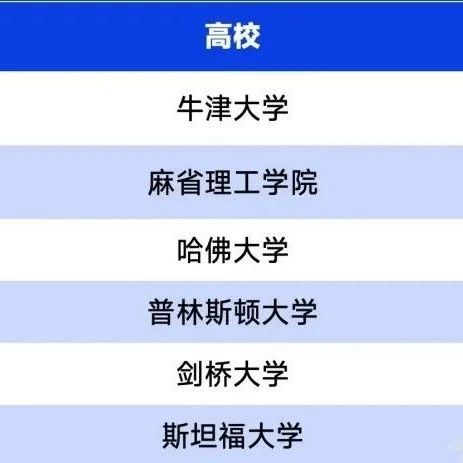 高校
牛津大学
麻省理工学院
哈佛大学
普林斯顿大学
剑桥大学
斯坦福大学